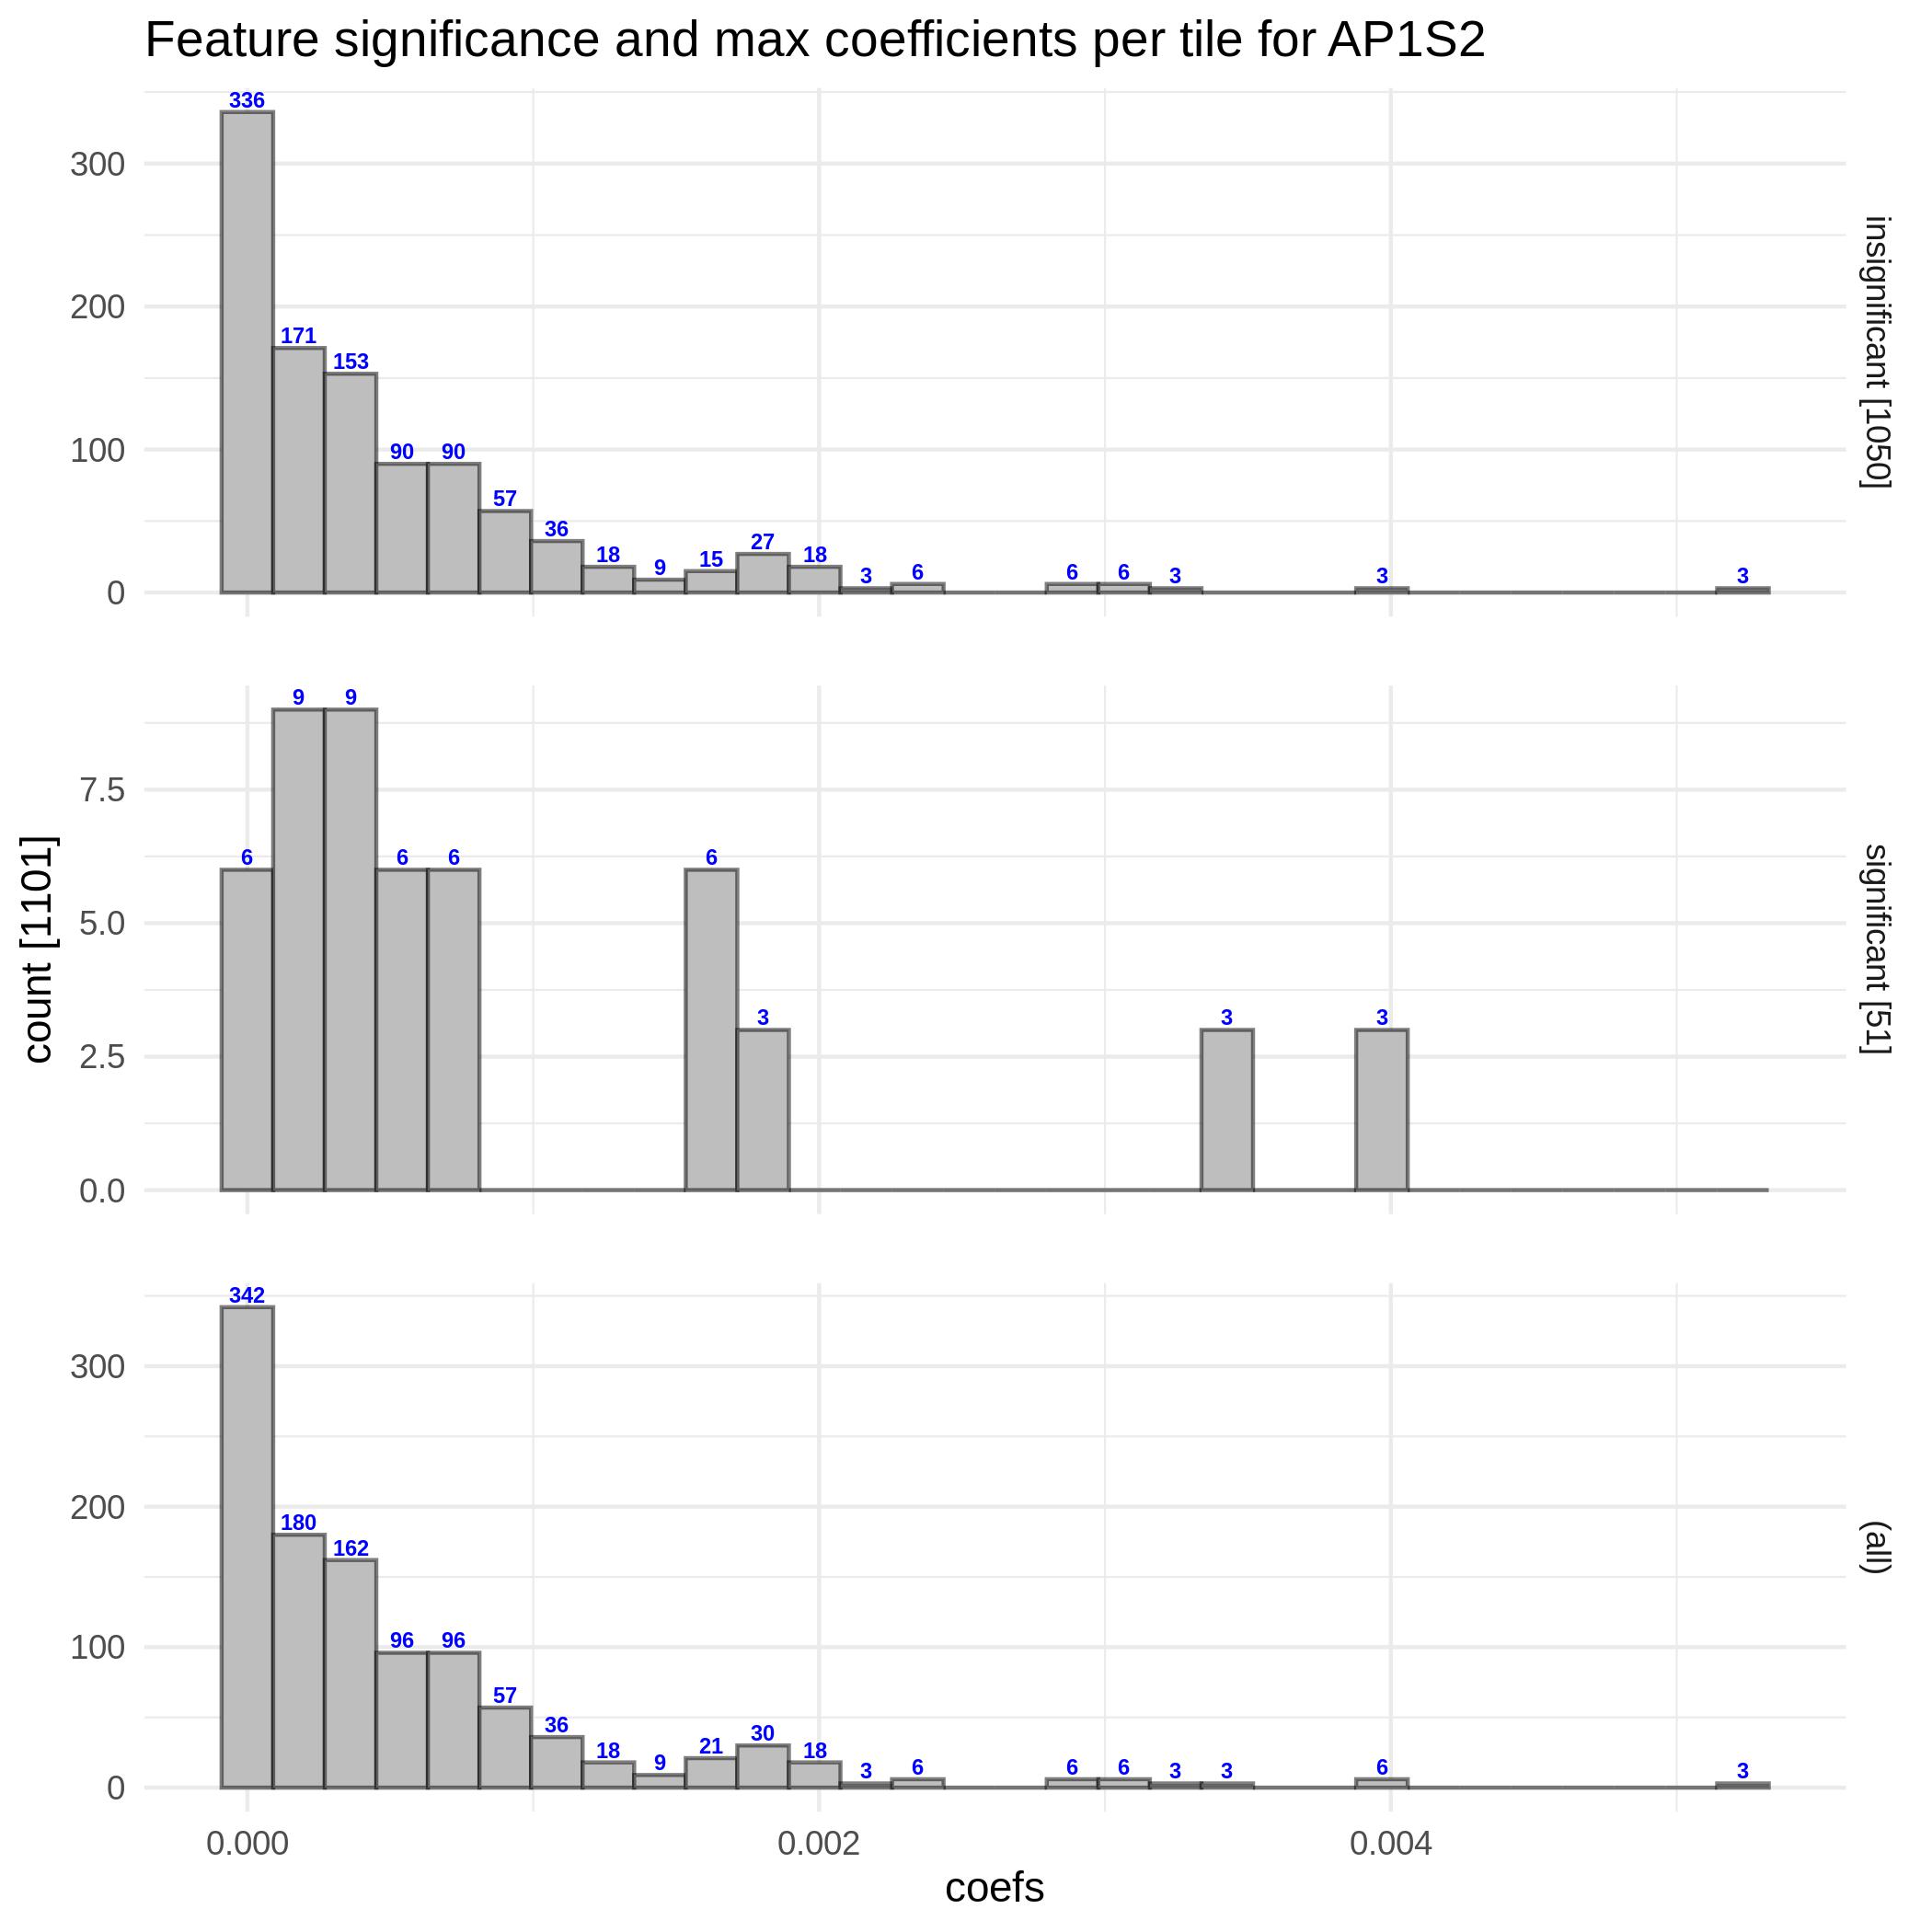 Feature significance and max coefficients per tile for AP1S2
336
300
171
153
200
90 90
100
57
36
18 9 15 27 18 3 6 6 6 3 3 3
0
insignificant [1050]
9 9
7.5
6 6 6 6
5.0
3 3 3
2.5
0.0
count [1101]
significant [51]
342
300
200
180
162
100
96 96
57
36
18 9 21 30 18 3 6 6 6 3 3 6 3
0
(all)
0.000 0.002 0.004
coefs